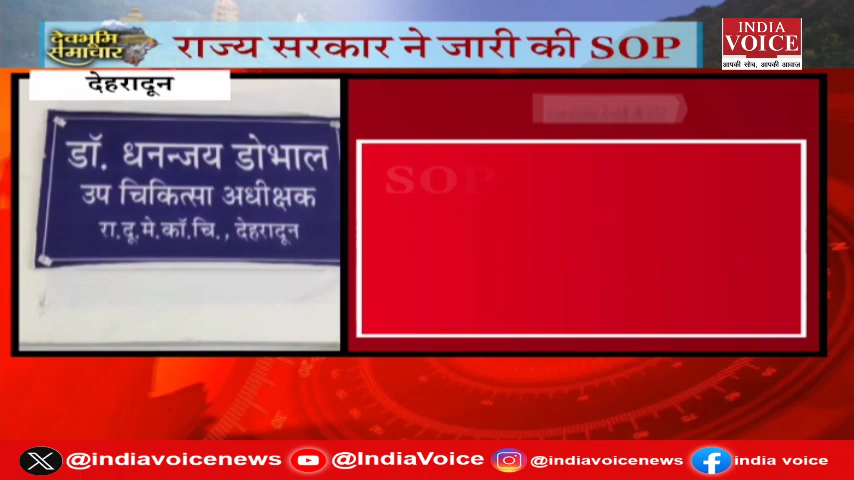 देवभूमि
समाचार
राज्य सरकार ने जारी की SOP
INDIA
VOICE
आपकी सोच, आपकी आवाज़
देहरादून
डॉ. धनन्जय डोभाल
उप चिकित्सा अधीक्षक
रा.दू.मे.कॉ.चि., देहरादून
SOP
@indiavoicenews @IndiaVoice @indiavoicenews india voice